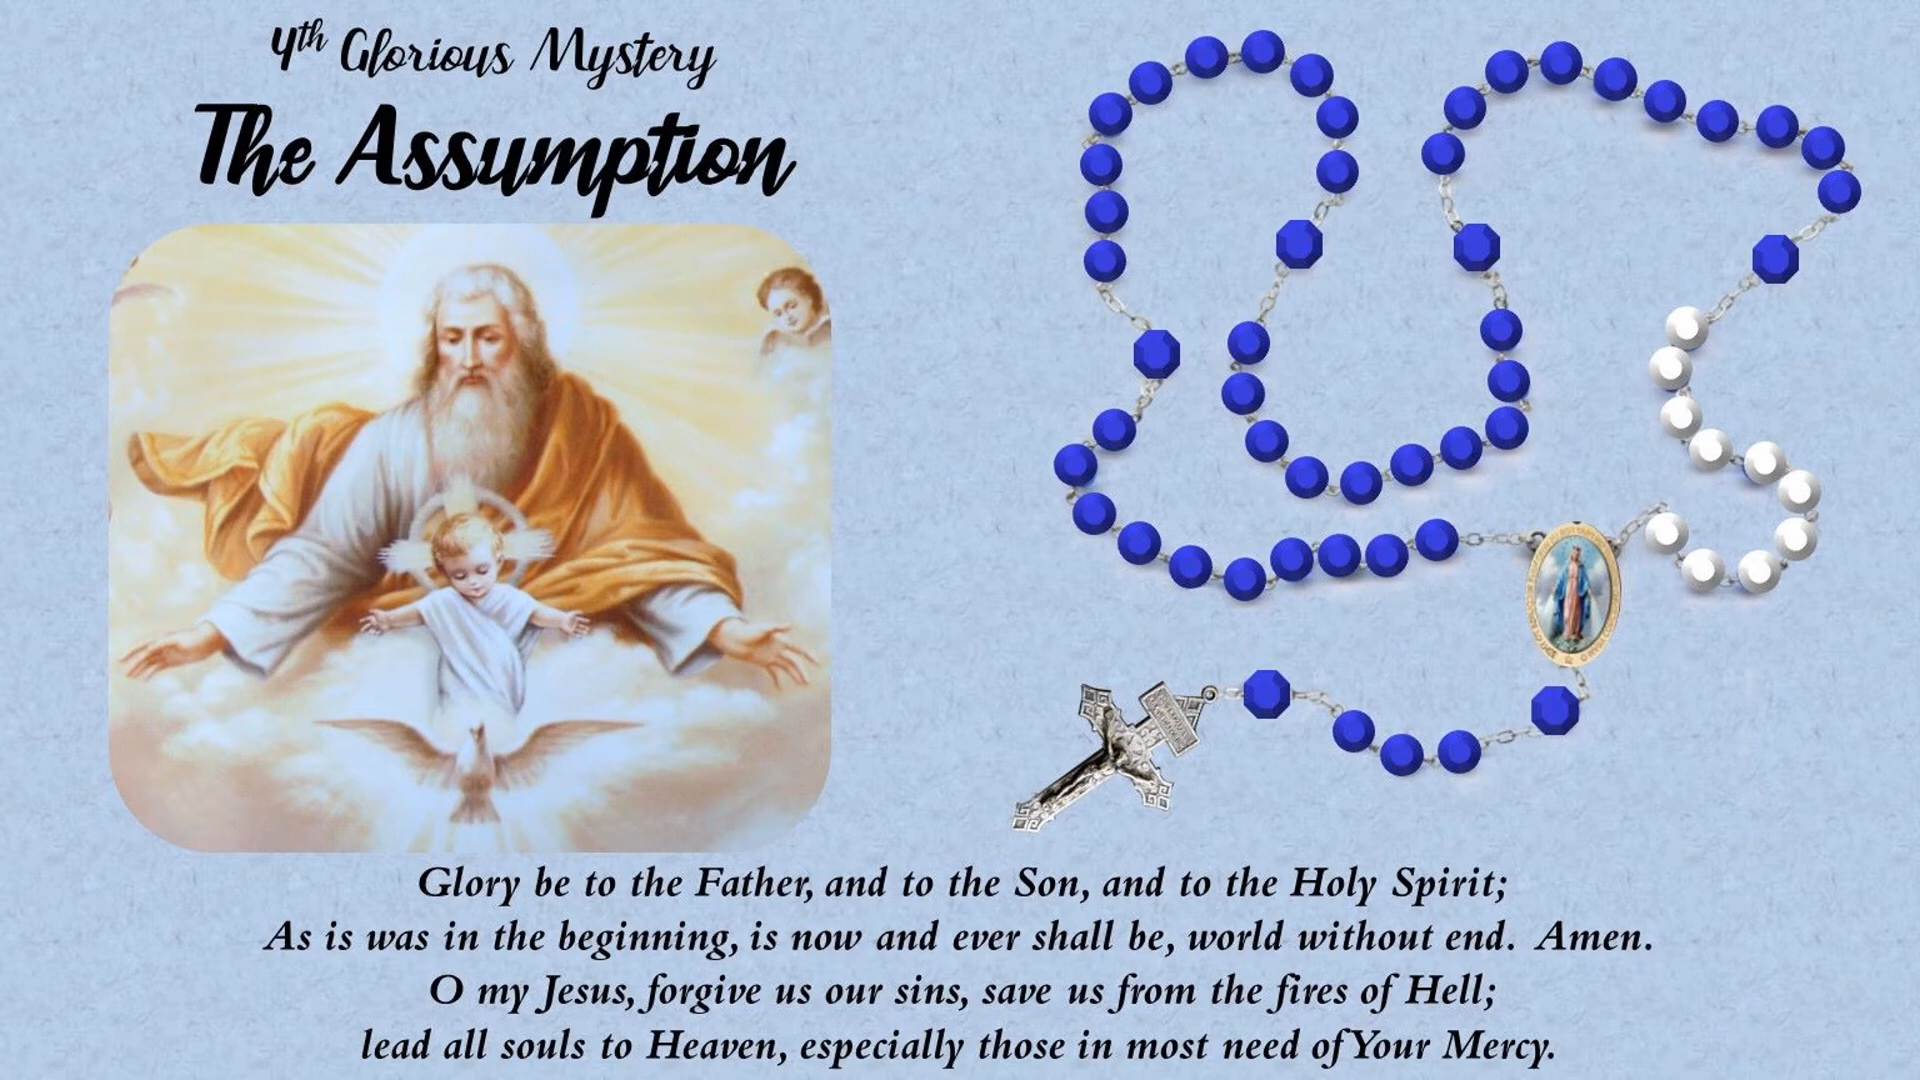 4th Glorious Mystery
The Assumption
Glory be to the Father, and to the Son, and to the Holy Spirit;
As is was in the beginning, is now and ever shall be, world without end. Amen.
O my Jesus, forgive us our sins, save us from the fires of Hell;
lead all souls to Heaven, especially those in most need of Your Mercy.